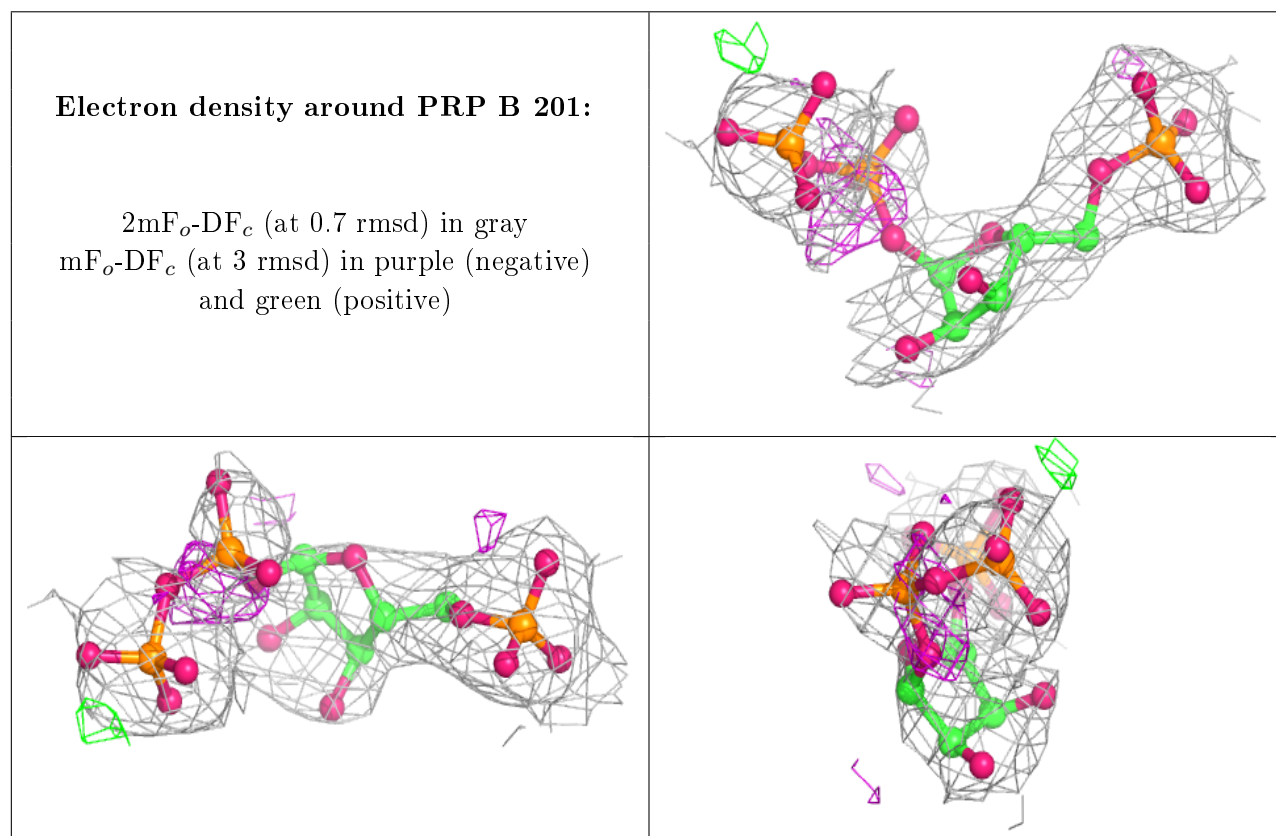 Electron density around PRP B 201:
2mFₒ-DF𝒸 (at 0.7 rmsd) in gray
mFₒ-DF𝒸 (at 3 rmsd) in purple (negative)
and green (positive)